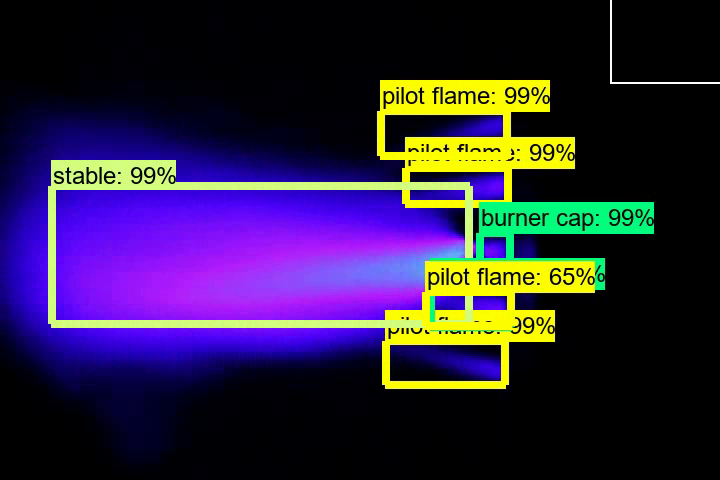 pilot flame: 99%
pilot flame: 99%
stable: 99%
burner cap: 99%
pilot flame: 65%
%
pilot flame: 99%